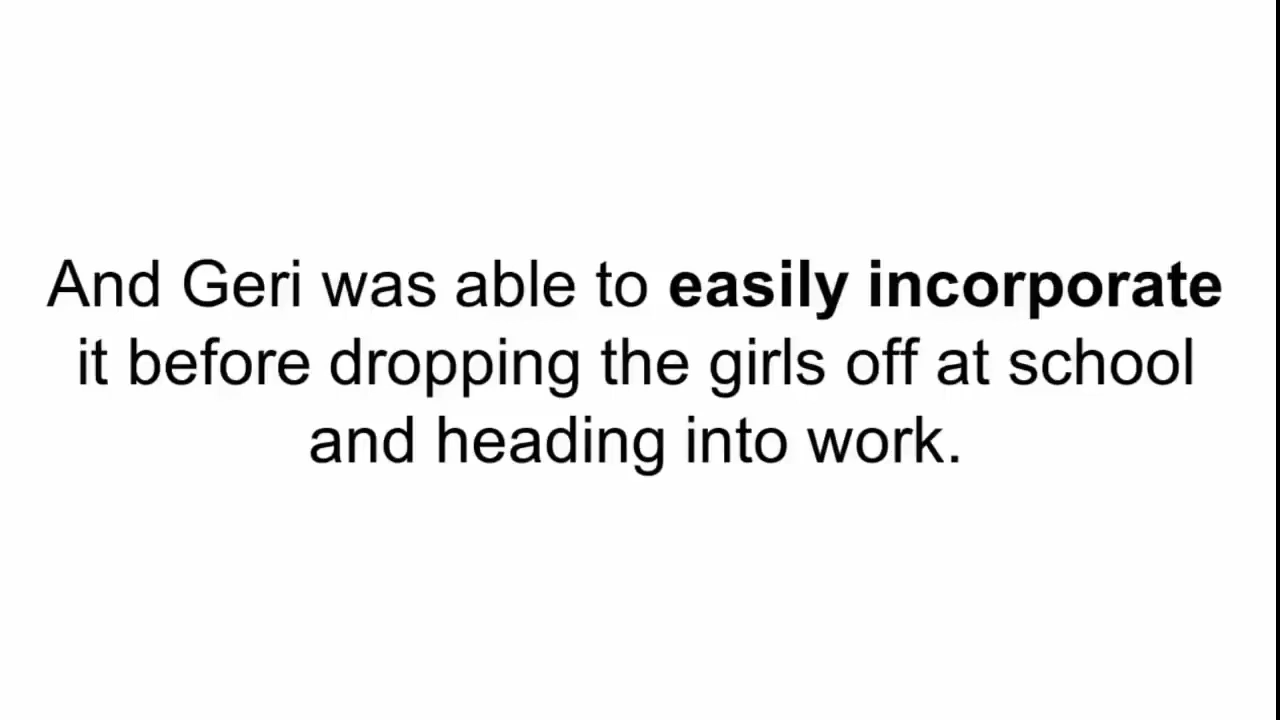 And Geri was able to easily incorporate
it before dropping the girls off at school
and heading into work.